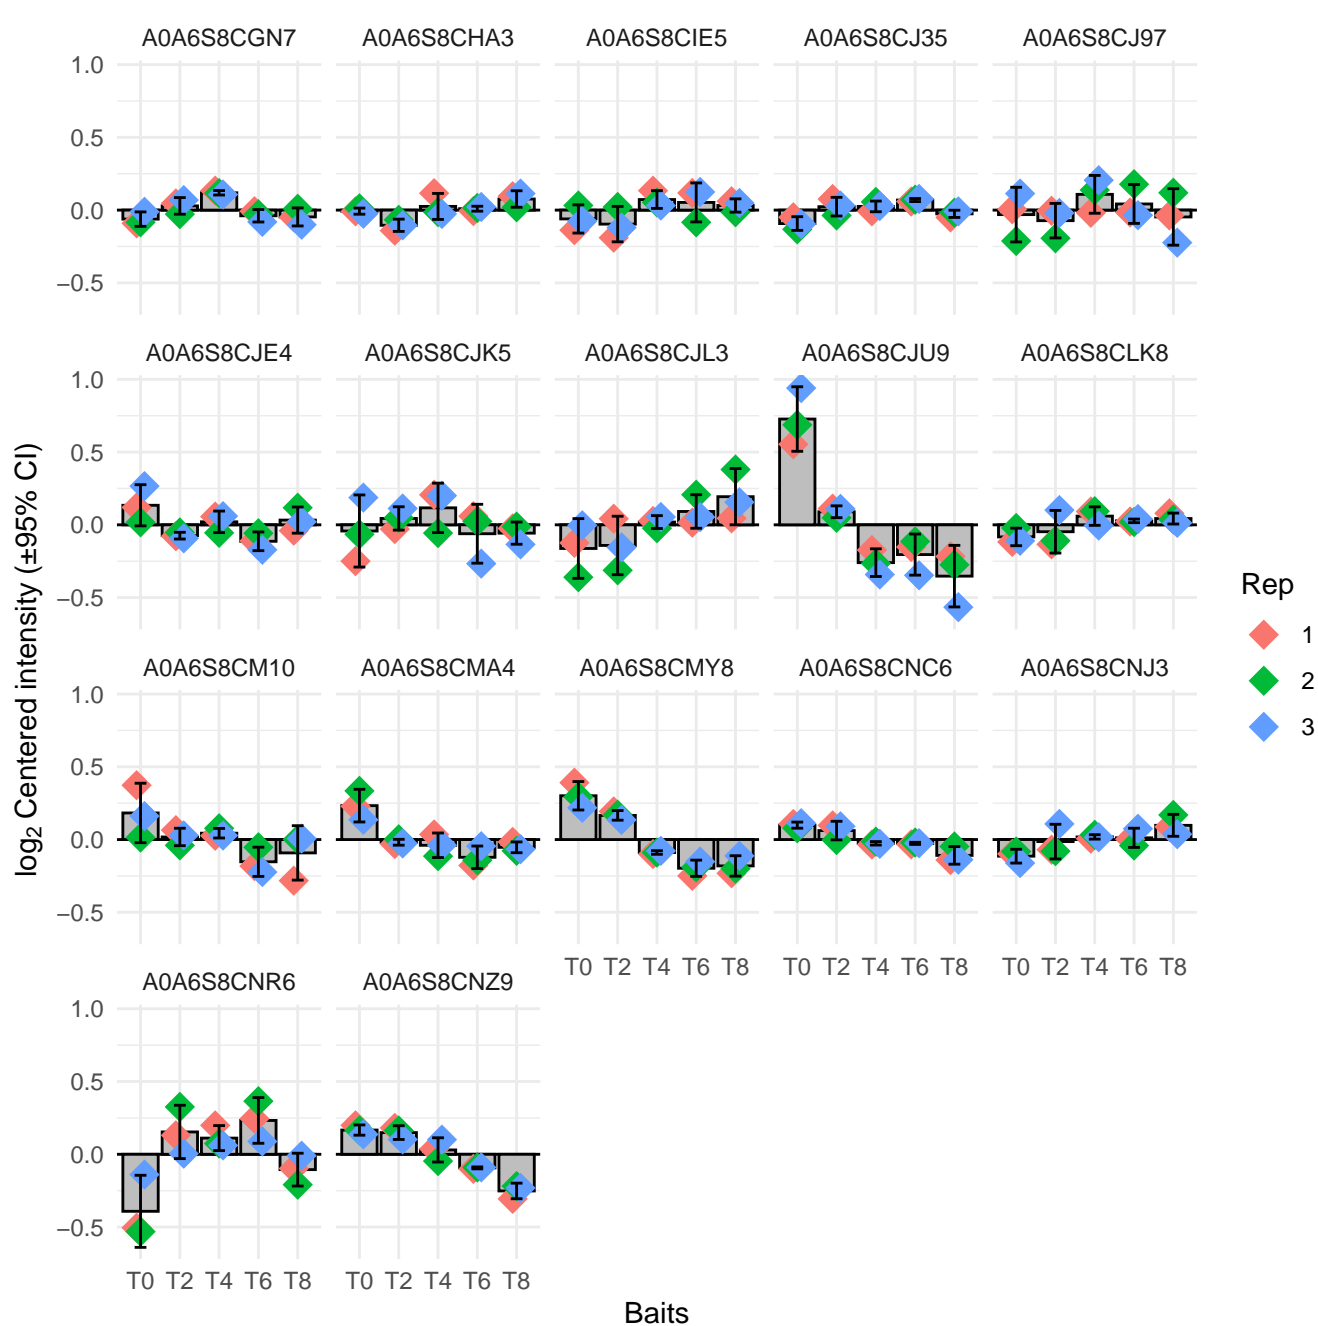 A0A6S8CGN7 A0A6S8CHA3 A0A6S8CIE5 A0A6S8CJ35 A0A6S8CJ97
1.0
0.5
0.0
−0.5
A0A6S8CJE4 A0A6S8CJK5 A0A6S8CJL3 A0A6S8CJU9 A0A6S8CLK8
1.0
0.5
0.0
−0.5
log2 Centered intensity (±95% CI)
Rep
1
2
3
A0A6S8CM10 A0A6S8CMA4 A0A6S8CMY8 A0A6S8CNC6 A0A6S8CNJ3
1.0
0.5
0.0
−0.5
T0 T2 T4 T6 T8 T0 T2 T4 T6 T8 T0 T2 T4 T6 T8
A0A6S8CNR6 A0A6S8CNZ9
1.0
0.5
0.0
−0.5
T0 T2 T4 T6 T8 T0 T2 T4 T6 T8
Baits